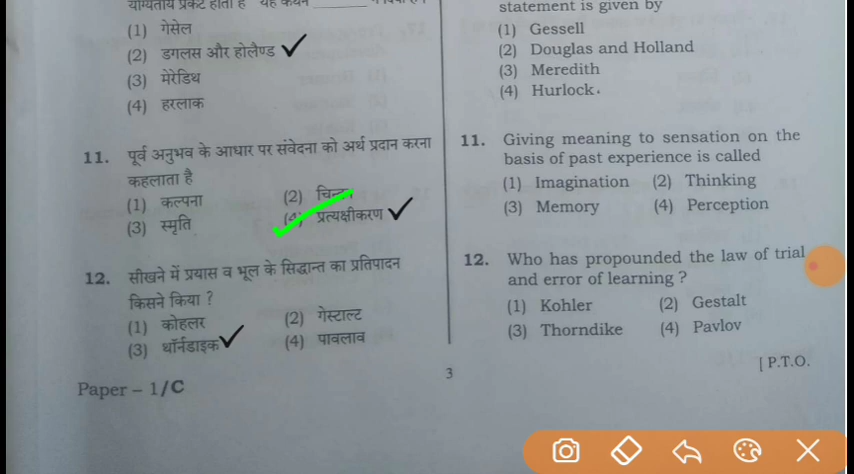 यह कथन
(1) गेसेल
(2) डगलस और होलैण्ड
(3) मेरेडिथ
(4) हरलाक
11. पूर्व अनुभव के आधार पर संवेदना को अर्थ प्रदान करना
कहलाता है
(1) कल्पना (2) चिन्तन
(3) स्मृति (4) प्रत्यक्षीकरण
12. सीखने में प्रयास व भूल के सिद्धान्त का प्रतिपादन
किसने किया ?
(1) कोहलर (2) गेस्टाल्ट
(3) थॉर्नडाइक (4) पावलाव
Paper – 1/C
statement is given by
(1) Gessell
(2) Douglas and Holland
(3) Meredith
(4) Hurlock.
11. Giving meaning to sensation on the
basis of past experience is called
(1) Imagination (2) Thinking
(3) Memory (4) Perception
12. Who has propounded the law of trial
and error of learning ?
(1) Kohler (2) Gestalt
(3) Thorndike (4) Pavlov
3
[ P.T.O.